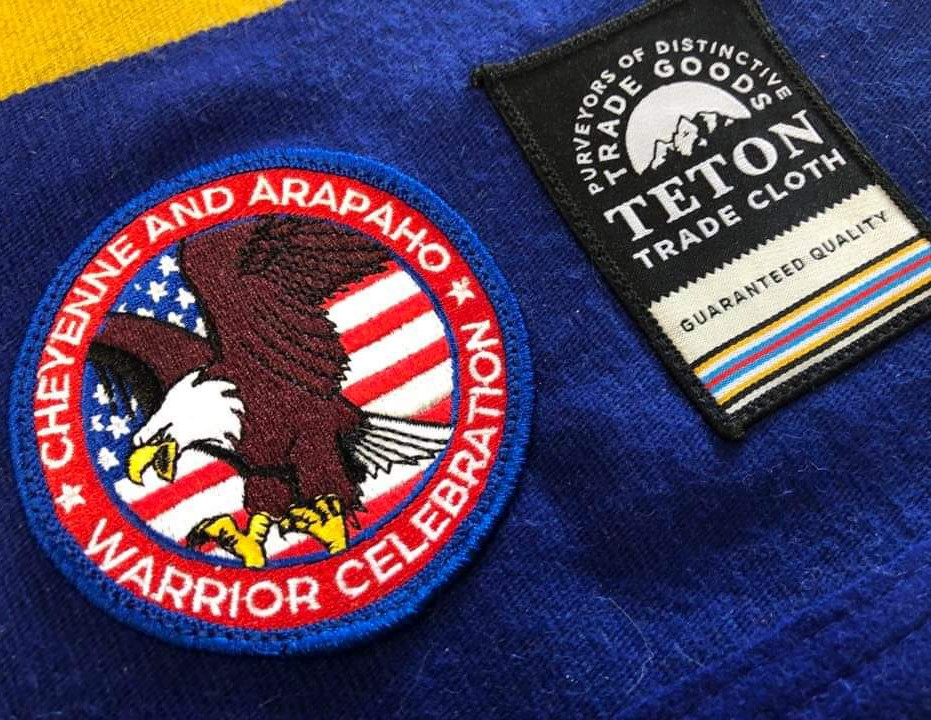 CHEYENNE AND ARAPAHO
WARRIOR CELEBRATION
PURVEYORS OF DISTINCTIVE
TRADE GOODS
TETON
TRADE CLOTH
GUARANTEED QUALITY